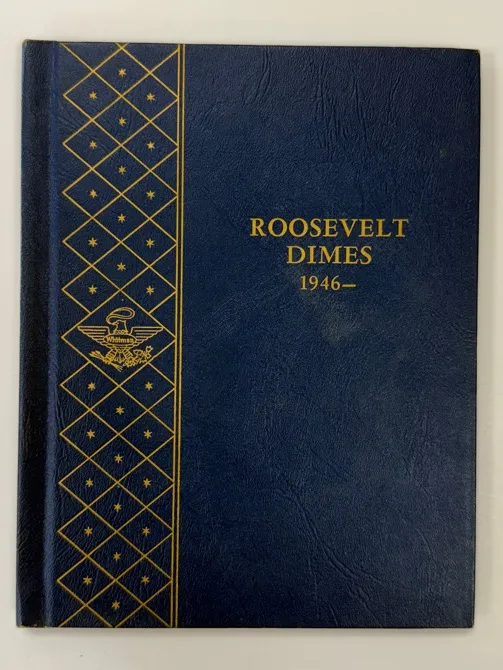 ROOSEVELT
DIMES
1946—
Whitman